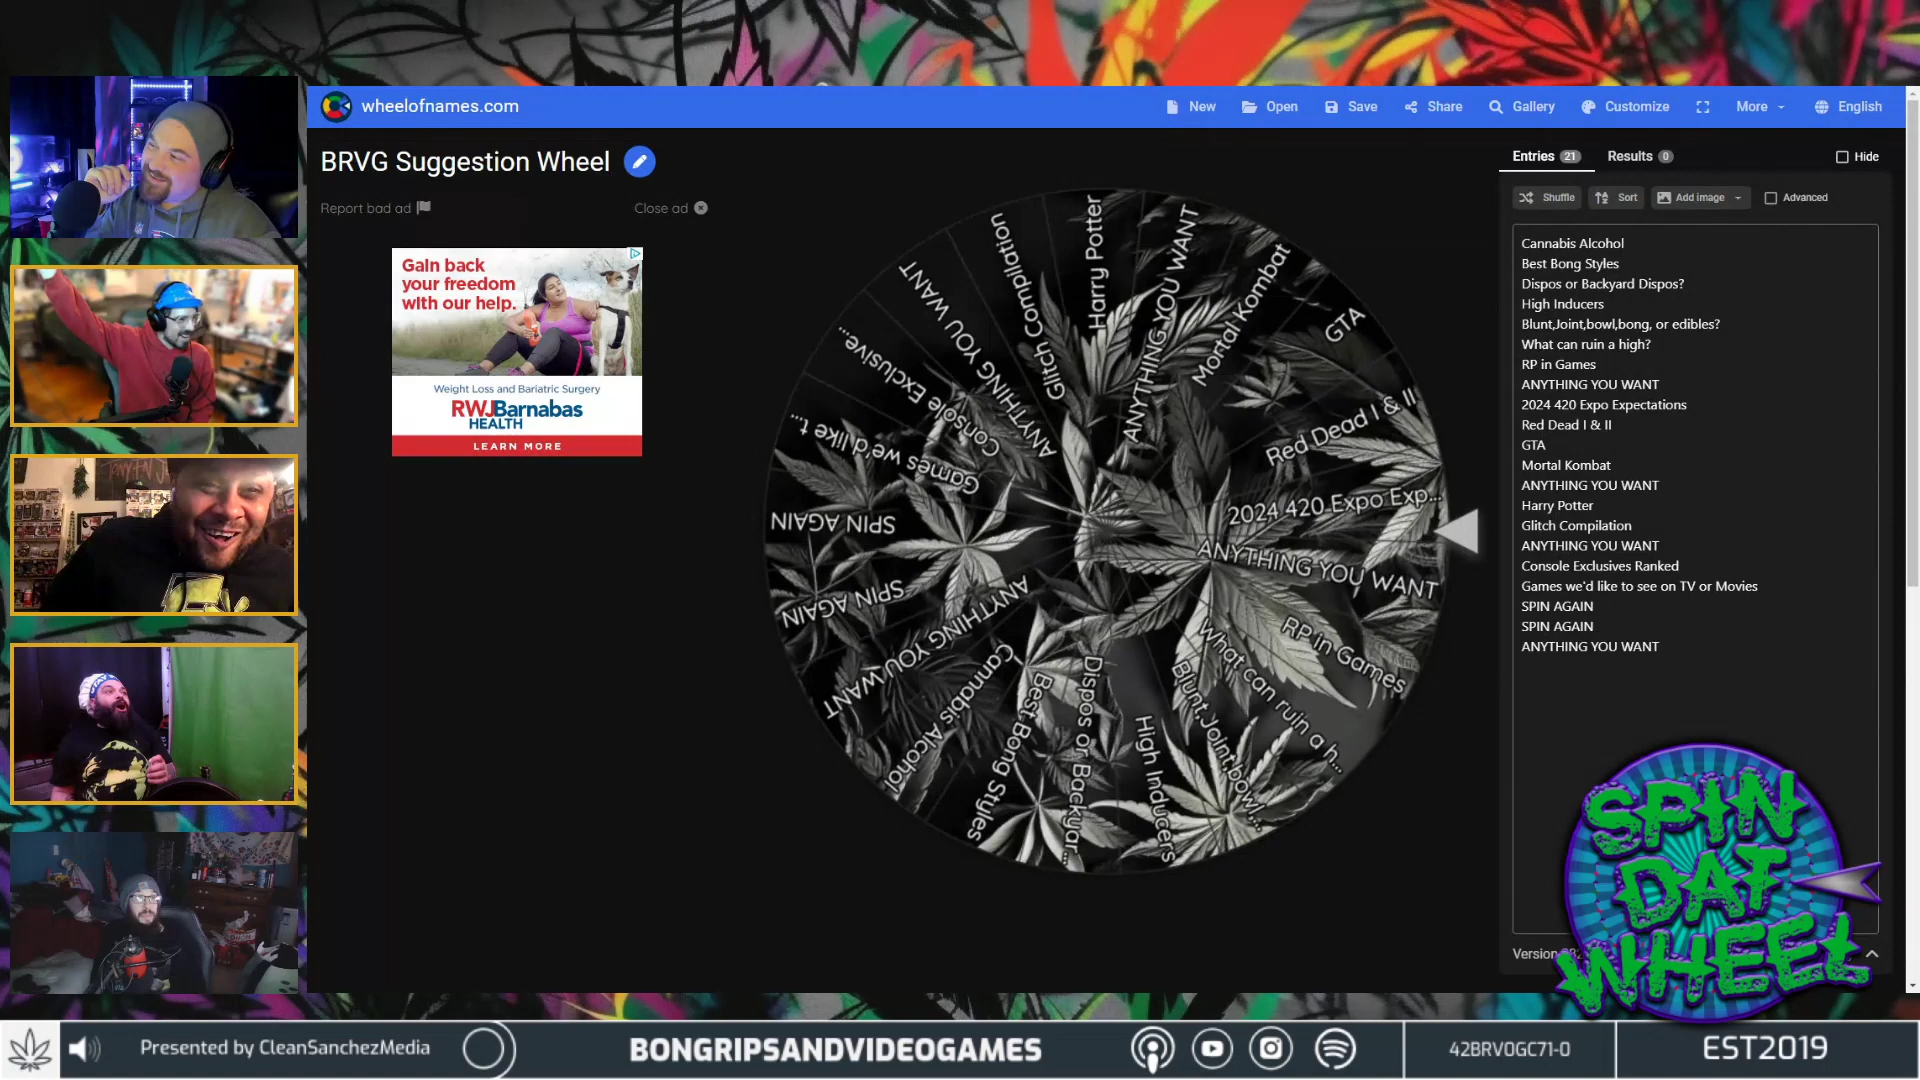 wheelofnames.com
New
Open
Save
Share
Gallery
Customize
More
English
BRVG Suggestion Wheel
Report bad ad
Close ad
Gain back
your freedom
with our help.
Weight Loss and Bariatric Surgery
RWJBarnabas
HEALTH
LEARN MORE
Harry Potter
ANYTHING YOU WANT
Mortal Kombat
GTA
Red Dead I & II
2024 420 Expo Exp...
ANYTHING YOU WANT
RP in Games
What can ruin a h...
Blunt,Joint,bowl,...
High Inducers
Dispos or Backyar...
Best Bong Styles
Cannabis Alcohol
ANYTHING YOU WANT
SPIN AGAIN
SPIN AGAIN
Games we'd like t...
Console Exclusive...
ANYTHING YOU WANT
Glitch Compilation
Entries 21
Results 0
Hide
Shuffle
Sort
Add image
Advanced
Cannabis Alcohol
Best Bong Styles
Dispos or Backyard Dispos?
High Inducers
Blunt,Joint,bowl,bong, or edibles?
What can ruin a high?
RP in Games
ANYTHING YOU WANT
2024 420 Expo Expectations
Red Dead I & II
GTA
Mortal Kombat
ANYTHING YOU WANT
Harry Potter
Glitch Compilation
ANYTHING YOU WANT
Console Exclusives Ranked
Games we'd like to see on TV or Movies
SPIN AGAIN
SPIN AGAIN
ANYTHING YOU WANT
Version
SPIN
DAT
WHEEL
Presented by CleanSanchezMedia
BONGRIPSANDVIDEOGAMES
42BRV0GC71-0
EST2019